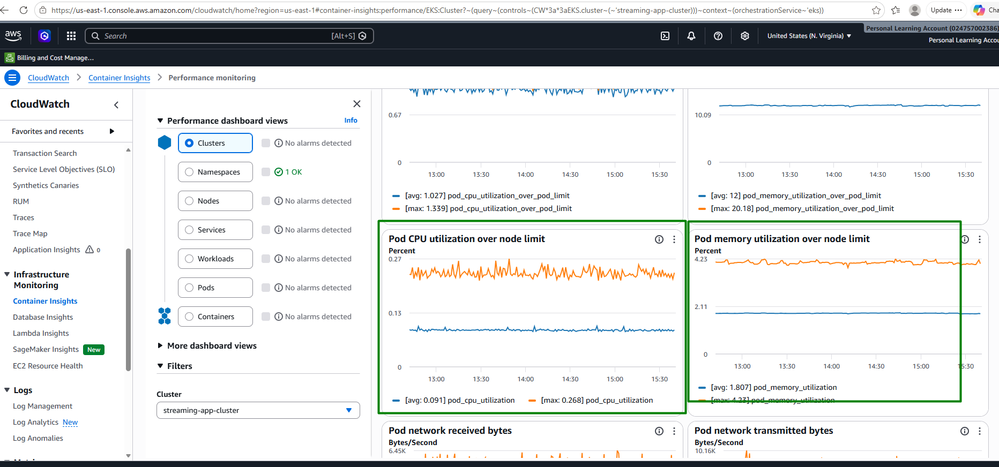 https://us-east-1.console.aws.amazon.com/cloudwatch/home?region=us-east-1#container-insights:performance/EKS:Cluster?~(query~(controls~(CW*3a*3aEKS.cluster~(~'streaming-app-cluster)))~context~(orchestrationService~'eks))
Update
Cha
aws
Search
[Alt+S]
United States (N. Virginia)
Personal Learning Account (024757002386)
Personal Learning Accou
Billing and Cost Manage...
CloudWatch
Container Insights
Performance monitoring
CloudWatch
Favorites and recents
Transaction Search
Service Level Objectives (SLO)
Synthetics Canaries
RUM
Traces
Trace Map
Application Insights 0
Infrastructure
Monitoring
Container Insights
Database Insights
Lambda Insights
SageMaker Insights New
EC2 Resource Health
Logs
Log Management
Log Analytics New
Log Anomalies
Performance dashboard views Info
Clusters No alarms detected
Namespaces 1 OK
Nodes No alarms detected
Services No alarms detected
Workloads No alarms detected
Pods No alarms detected
Containers No alarms detected
More dashboard views
Filters
Cluster
streaming-app-cluster
0.67
0
13:00 13:30 14:00 14:30 15:00 15:30
[avg: 1.027] pod_cpu_utilization_over_pod_limit
[max: 1.339] pod_cpu_utilization_over_pod_limit
10.09
0
13:00 13:30 14:00 14:30 15:00 15:30
[avg: 12] pod_memory_utilization_over_pod_limit
[max: 20.18] pod_memory_utilization_over_pod_limit
Pod CPU utilization over node limit
Percent
0.27
0.13
0
13:00 13:30 14:00 14:30 15:00 15:30
[avg: 0.091] pod_cpu_utilization [max: 0.268] pod_cpu_utilization
Pod memory utilization over node limit
Percent
4.23
2.11
0
13:00 13:30 14:00 14:30 15:00 15:30
[avg: 1.807] pod_memory_utilization
[max: 4.23] pod_memory_utilization
Pod network received bytes
Bytes/Second
6.45K
Pod network transmitted bytes
Bytes/Second
10.16K